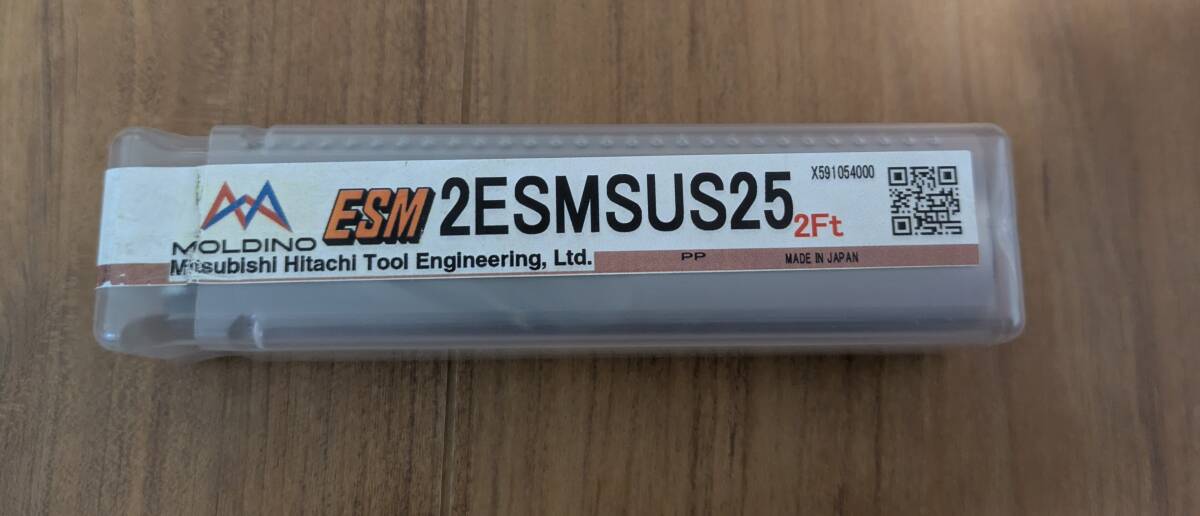 MOLDINO
Mitsubishi Hitachi Tool Engineering, Ltd.
ESM 2ESMSUS25 2Ft
X591054000
PP
MADE IN JAPAN